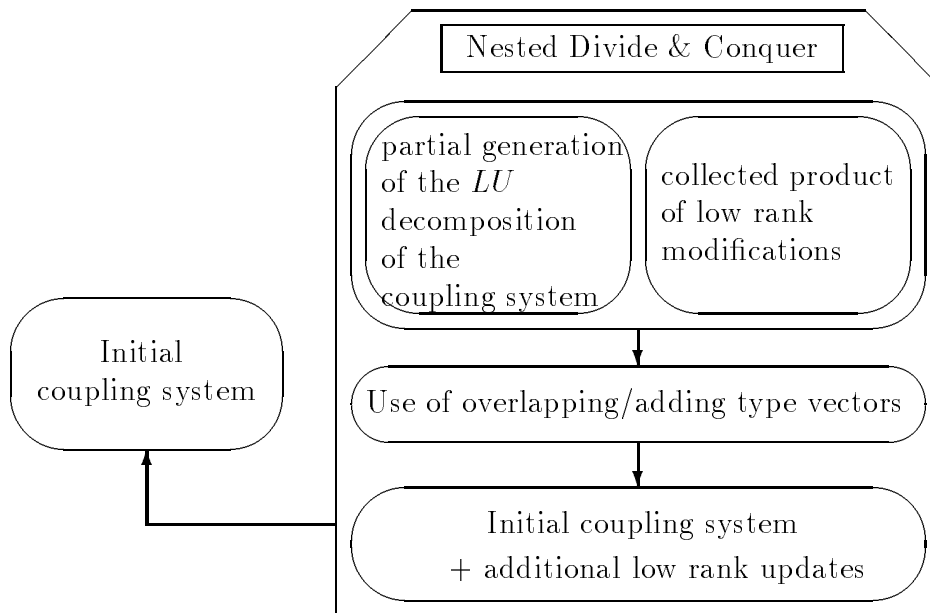 Nested Divide & Conquer
partial generation
of the LU
decomposition
of the
coupling system
collected product
of low rank
modifications
Initial
coupling system
Use of overlapping/adding type vectors
Initial coupling system
+ additional low rank updates